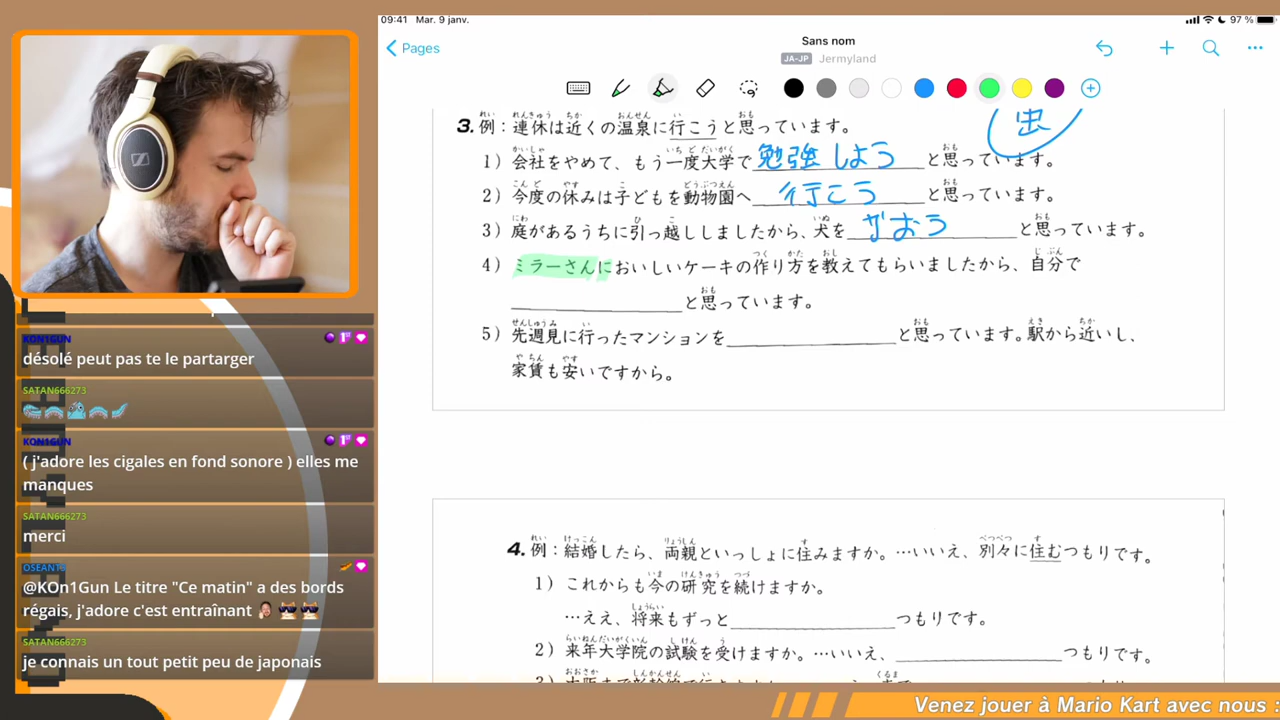 09:41 Mar. 9 janv.
97 %
Pages
Sans nom
JA-JP Jermyland
3. 例：連休は近くの温泉に行こうと思っています。
1）会社をやめて、もう一度大学で勉強しようと思っています。
2）今度の休みは子どもを動物園へ行こうと思っています。
3）庭があるうちに引っ越ししましたから、犬をがおうと思っています。
4）ミラーさんにおいしいケーキの作り方を教えてもらいましたから、自分で
と思っています。
5）先週見に行ったマンションを と思っています。駅から近いし、
家賃も安いですから。
4. 例：結婚したら、両親といっしょに住みますか。…いいえ、別々に住むつもりです。
1）これからも今の研究を続けますか。
…ええ、将来もずっと つもりです。
2）来年大学院の試験を受けますか。…いいえ、 つもりです。
KON1GUN
désolé peut pas te le partarger
SATAN666273
KON1GUN
( j'adore les cigales en fond sonore ) elles me
manques
SATAN666273
merci
OSEANTS
@KOn1Gun Le titre "Ce matin" a des bords
régais, j'adore c'est entraînant
SATAN666273
je connais un tout petit peu de japonais
Venez jouer à Mario Kart avec nous :